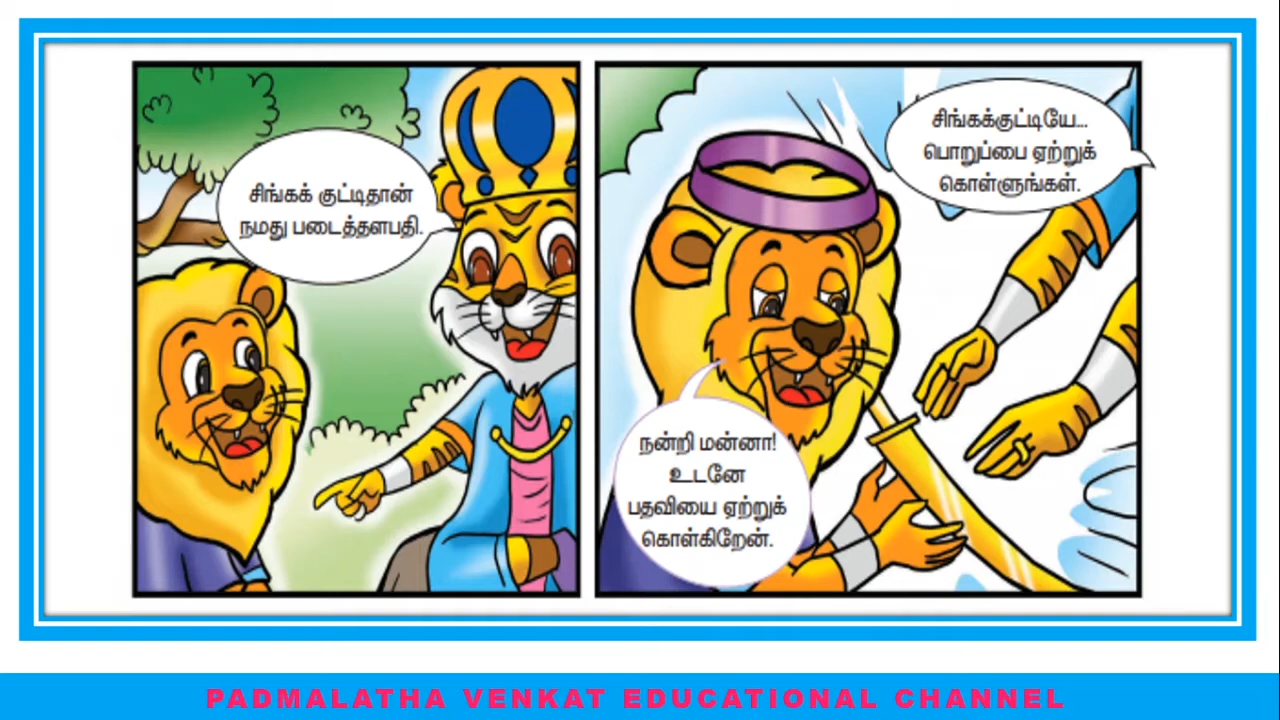 சிங்கக் குட்டிதான்
நமது படைத்தளபதி.
சிங்கக்குட்டியே...
பொறுப்பை ஏற்றுக்
கொள்ளுங்கள்.
நன்றி மன்னா!
உடனே
பதவியை ஏற்றுக்
கொள்கிறேன்.
PADMALATHA VENKAT EDUCATIONAL CHANNEL